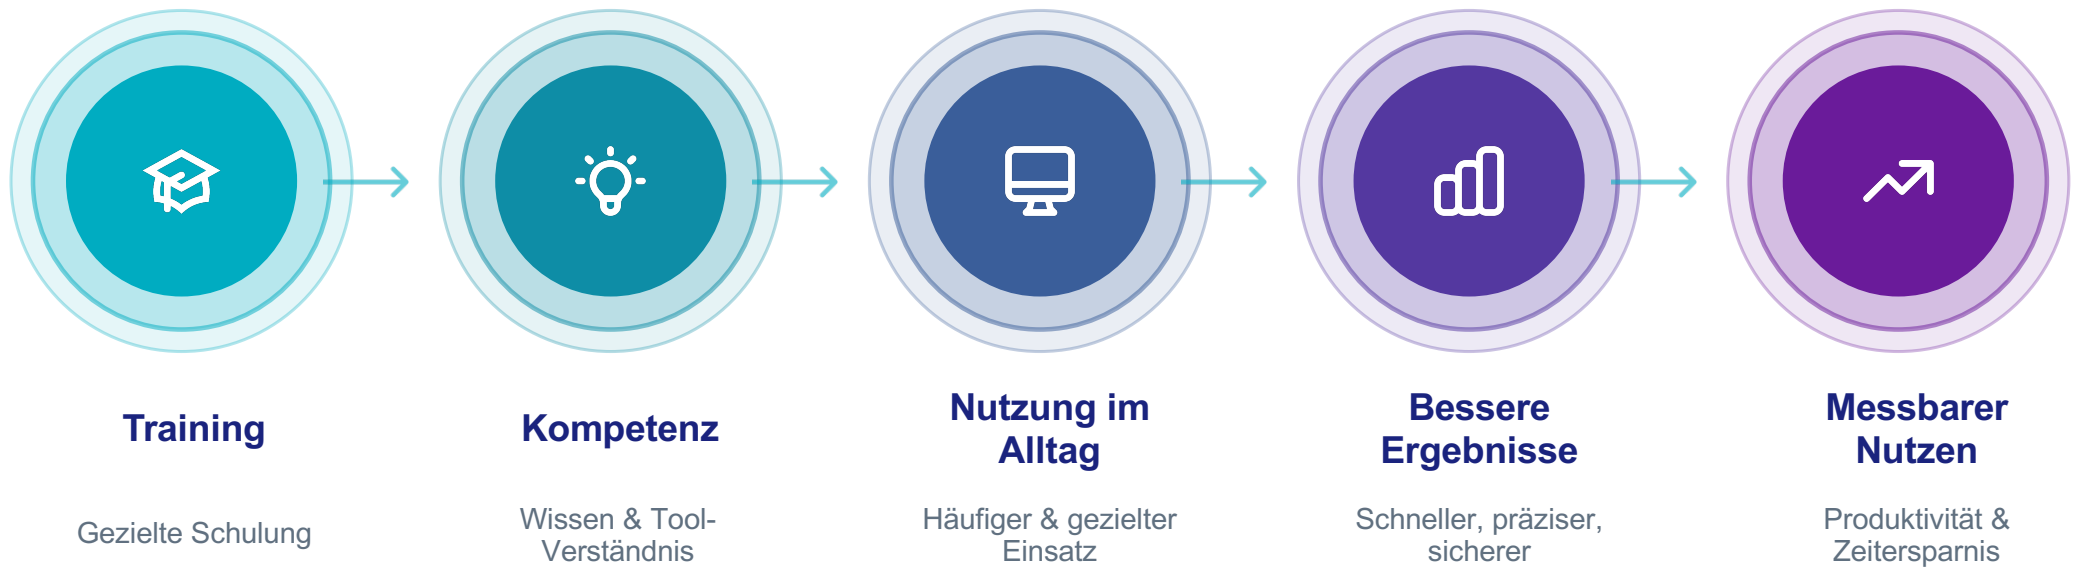 Training
Gezielte Schulung
Kompetenz
Wissen & Tool-
Verständnis
Nutzung im
Alltag
Häufiger & gezielter
Einsatz
Bessere
Ergebnisse
Schneller, präziser,
sicherer
Messbarer
Nutzen
Produktivität &
Zeitersparnis